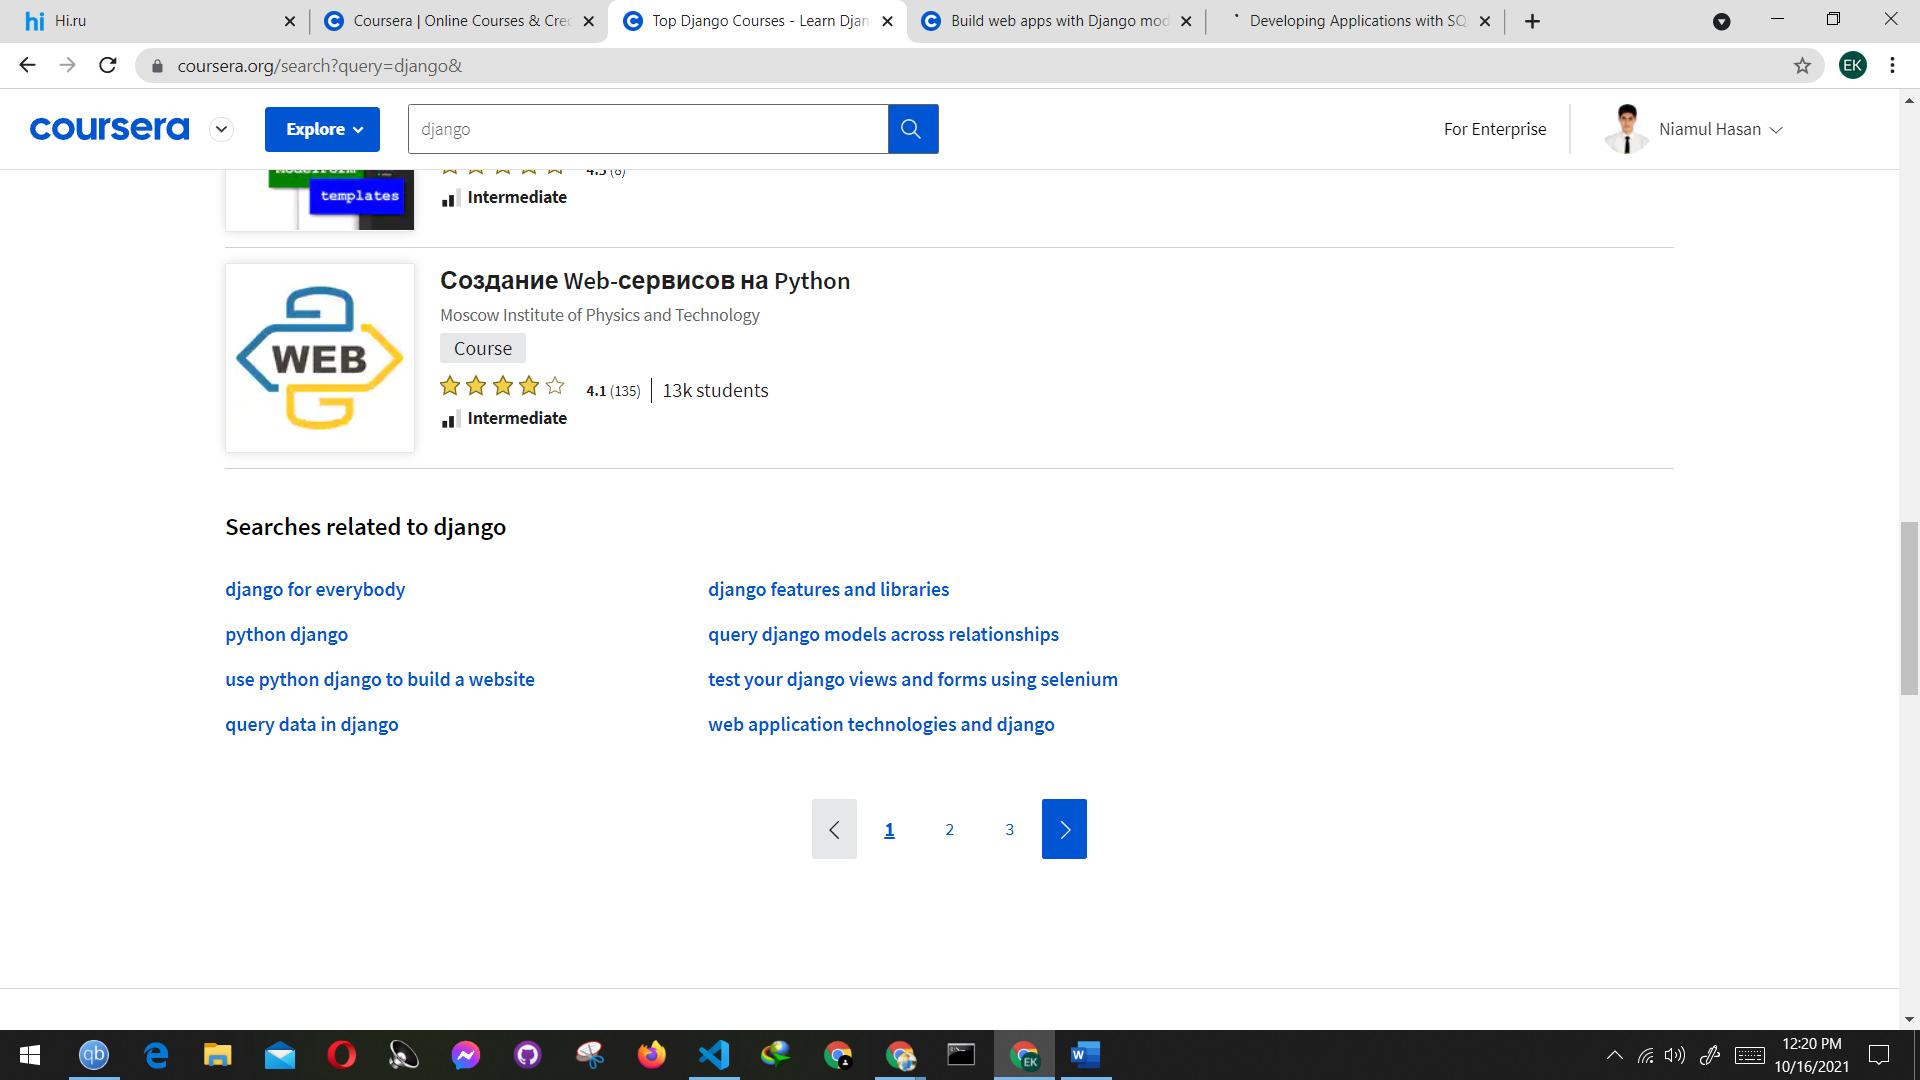 hi Hi.ru
Coursera | Online Courses & Cre
Top Django Courses - Learn Djan
Build web apps with Django mod
Developing Applications with SQ
coursera.org/search?query=django&
EK
coursera
Explore
django
For Enterprise
Niamul Hasan
templates
4.5 (8)
Intermediate
WEB
Создание Web-сервисов на Python
Moscow Institute of Physics and Technology
Course
4.1 (135) 13k students
Intermediate
Searches related to django
django for everybody
django features and libraries
python django
query django models across relationships
use python django to build a website
test your django views and forms using selenium
query data in django
web application technologies and django
1 2 3
qb
EK
12:20 PM
10/16/2021